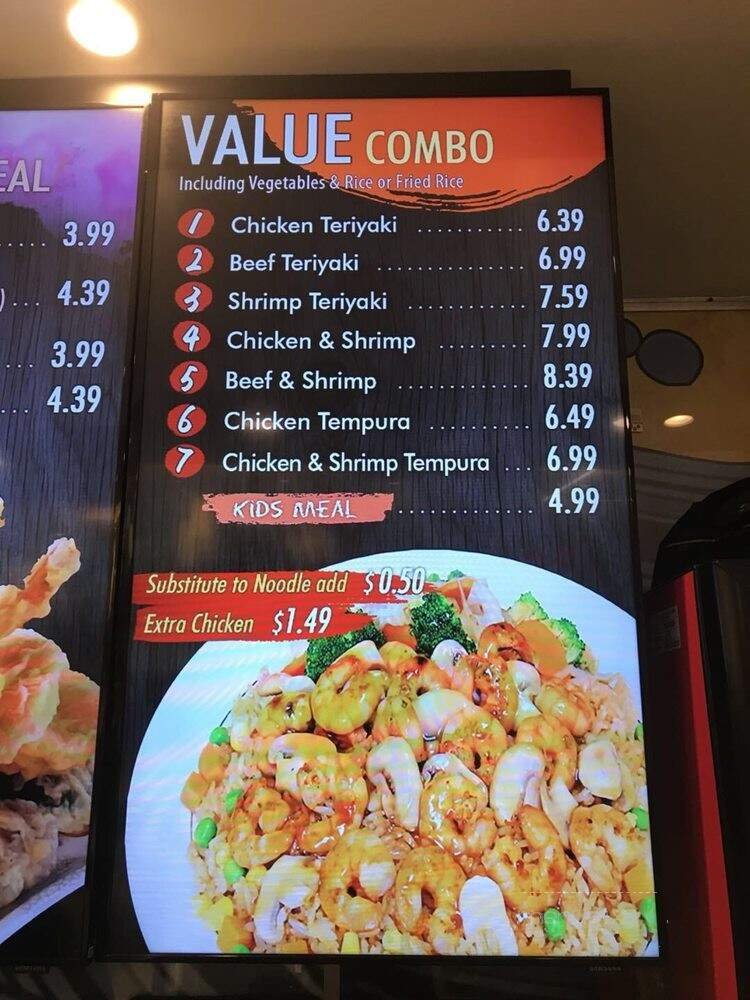 EAL
..... 3.99
) ... 4.39
... 3.99
... 4.39
VALUE COMBO
Including Vegetables & Rice or Fried Rice
1 Chicken Teriyaki ........... 6.39
2 Beef Teriyaki ............... 6.99
3 Shrimp Teriyaki ............ 7.59
4 Chicken & Shrimp ......... 7.99
5 Beef & Shrimp ............. 8.39
6 Chicken Tempura .......... 6.49
7 Chicken & Shrimp Tempura ... 6.99
KIDS MEAL ............. 4.99
Substitute to Noodle add $0.50
Extra Chicken $1.49
SAMSUNG
SAMSUNG